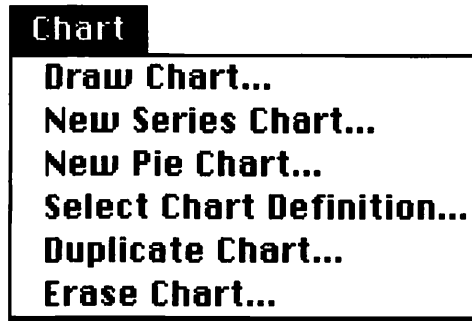 Chart
Draw Chart...
New Series Chart...
New Pie Chart...
Select Chart Definition...
Duplicate Chart...
Erase Chart...